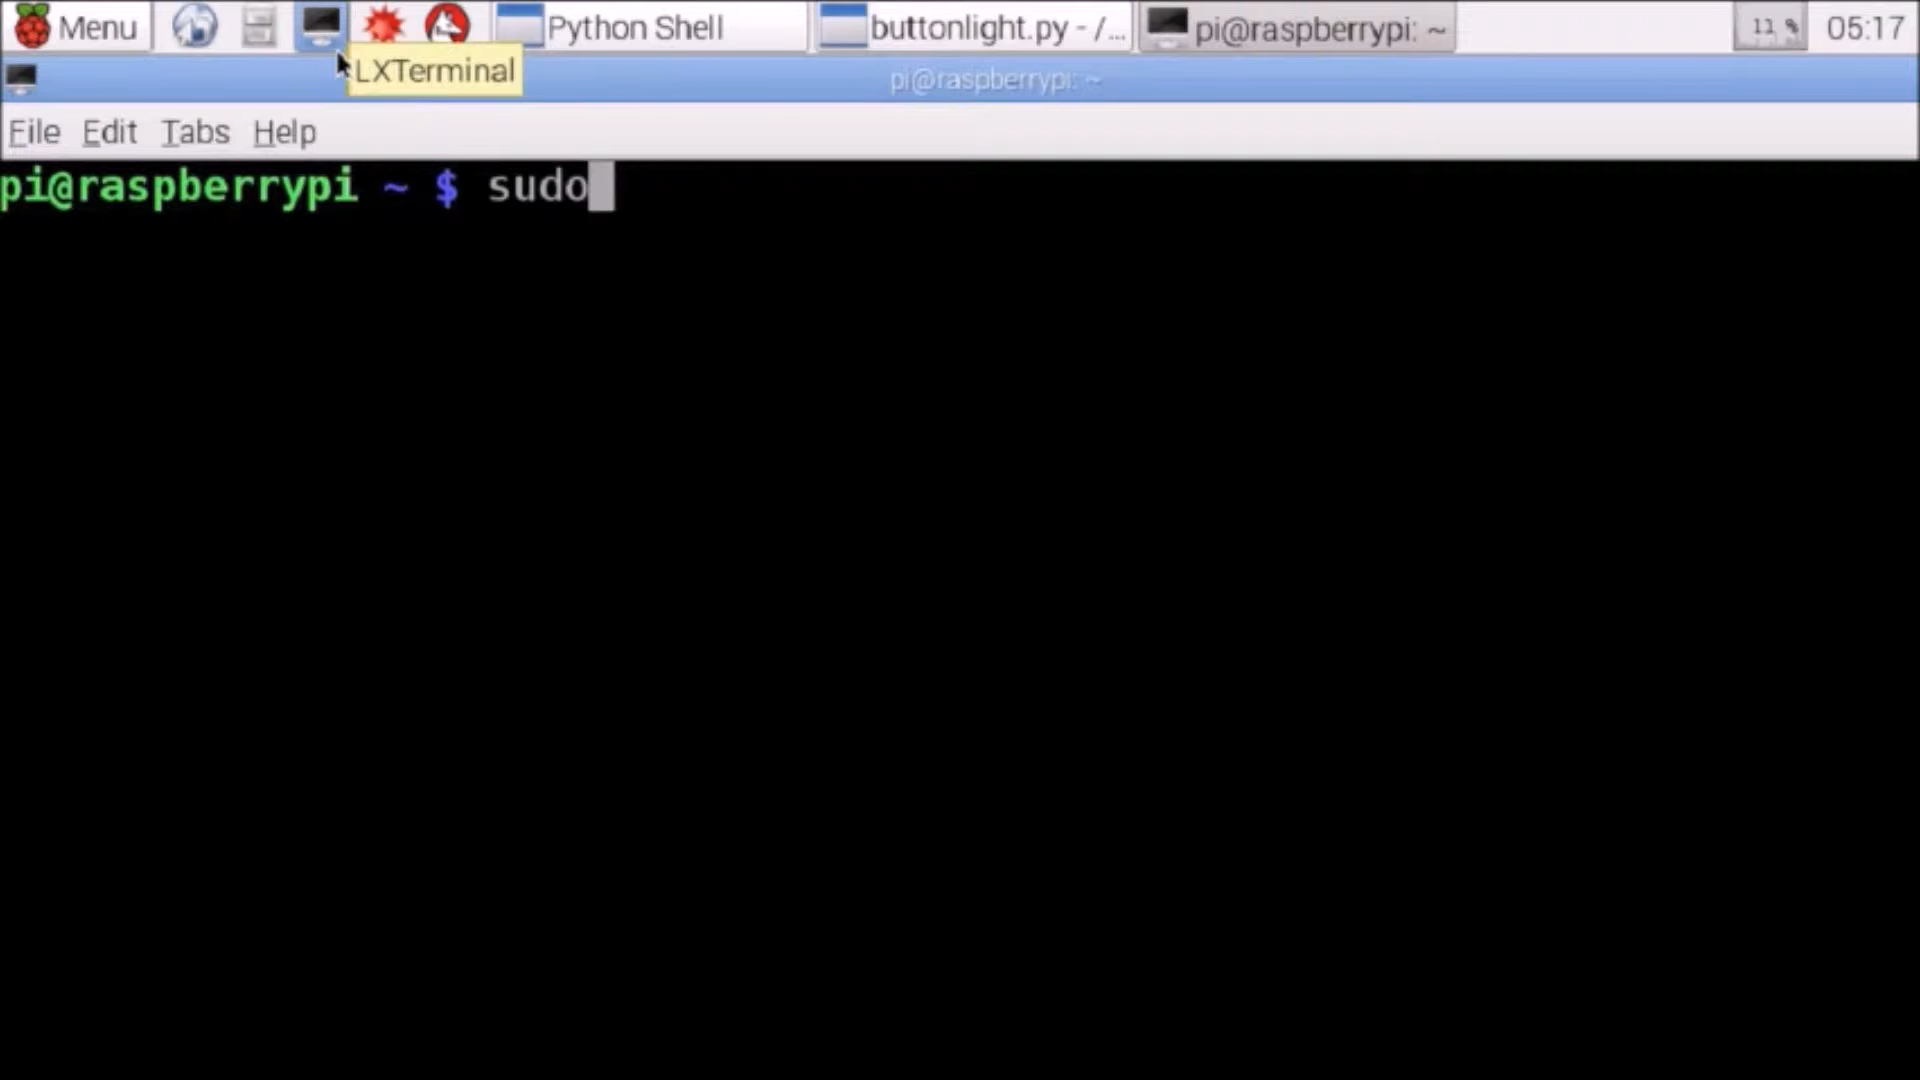 Menu Python Shell buttonlight.py - /... pi@raspberrypi: ~ 11 % 05:17
LXTerminal
pi@raspberrypi: ~
File Edit Tabs Help
pi@raspberrypi ~ $ sudo